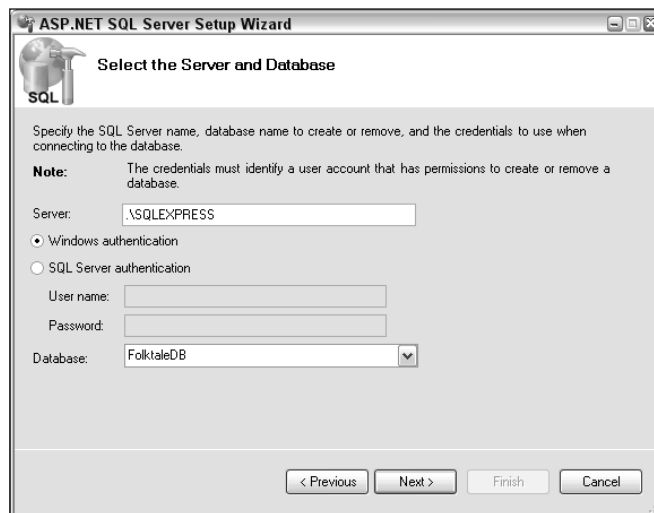 ASP.NET SQL Server Setup Wizard
Select the Server and Database
SQL
Specify the SQL Server name, database name to create or remove, and the credentials to use when
connecting to the database.
Note: The credentials must identify a user account that has permissions to create or remove a
database.
Server: .\SQLEXPRESS
Windows authentication
SQL Server authentication
User name:
Password:
Database: FolktaleDB
< Previous Next > Finish Cancel